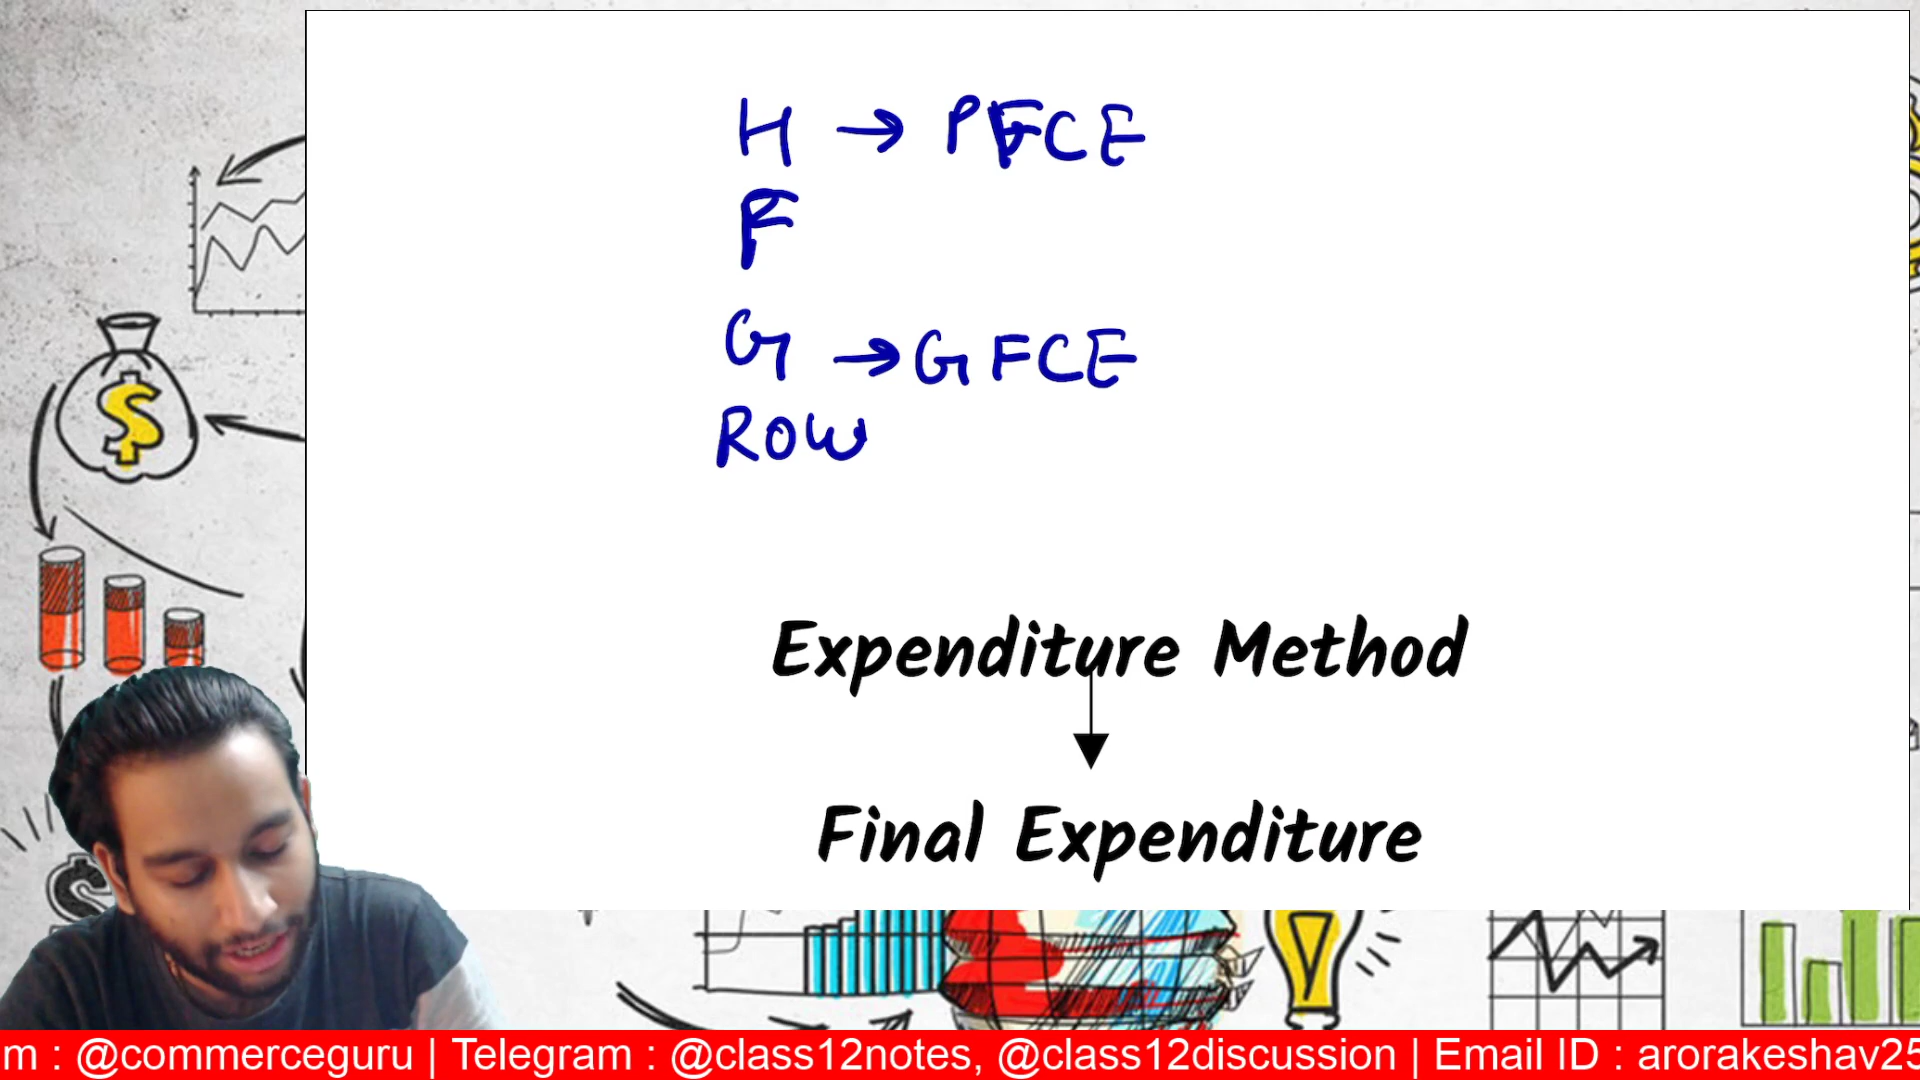 H → PFCE
F
G → GFCE
ROW
Expenditure Method
Final Expenditure
m : @commerceguru | Telegram : @class12notes, @class12discussion | Email ID : arorakeshav25